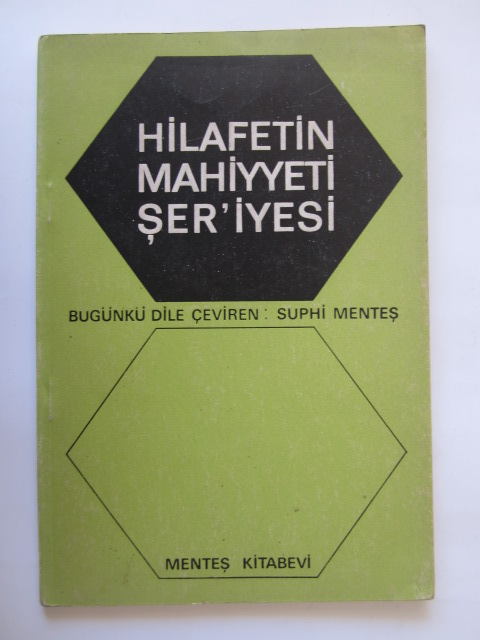 HİLAFETİN
MAHİYYETİ
ŞER'İYESİ
BUGÜNKÜ DİLE ÇEVİREN: SUPHİ MENTEŞ
MENTEŞ KİTABEVİ